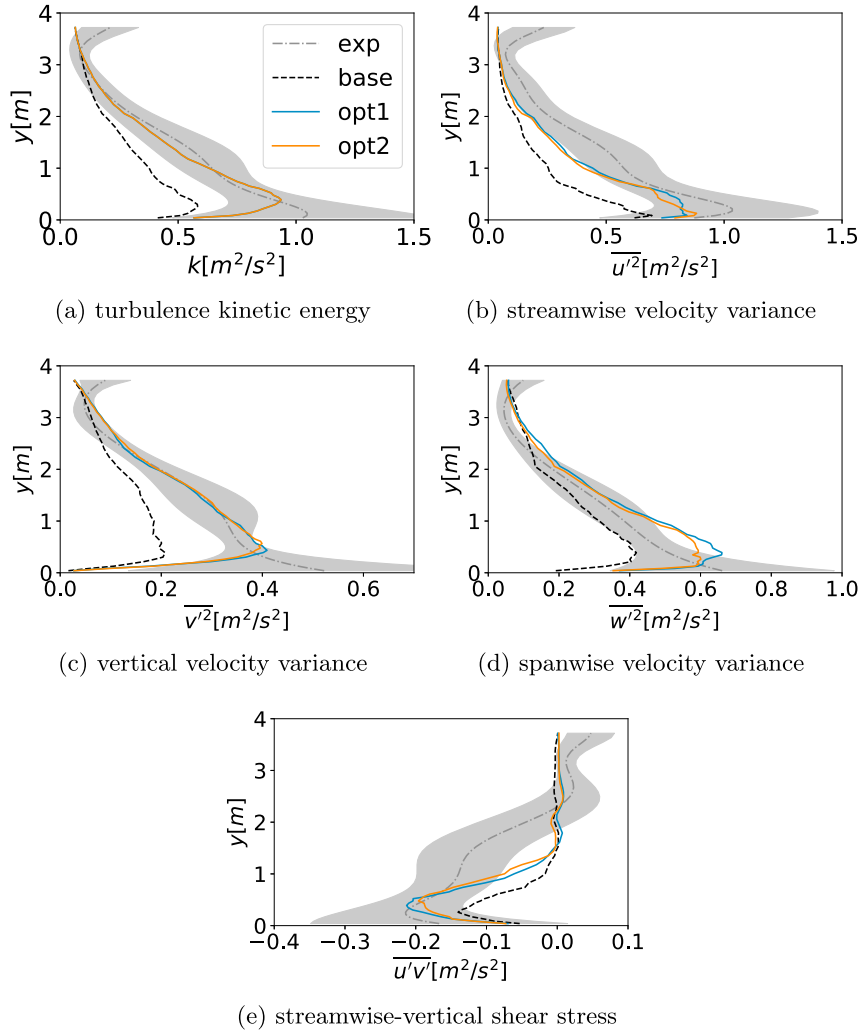 4
3
2
1
0
y[m]
exp
base
opt1
opt2
0.0 0.5 1.0 1.5
k[m²/s²]
(a) turbulence kinetic energy
4
3
2
1
0
y[m]
0.0 0.5 1.0 1.5
u′²[m²/s²]
(b) streamwise velocity variance
4
3
2
1
0
y[m]
0.0 0.2 0.4 0.6
v′²[m²/s²]
(c) vertical velocity variance
4
3
2
1
0
y[m]
0.0 0.2 0.4 0.6 0.8 1.0
w′²[m²/s²]
(d) spanwise velocity variance
4
3
2
1
0
y[m]
−0.4 −0.3 −0.2 −0.1 0.0 0.1
u′v′[m²/s²]
(e) streamwise-vertical shear stress